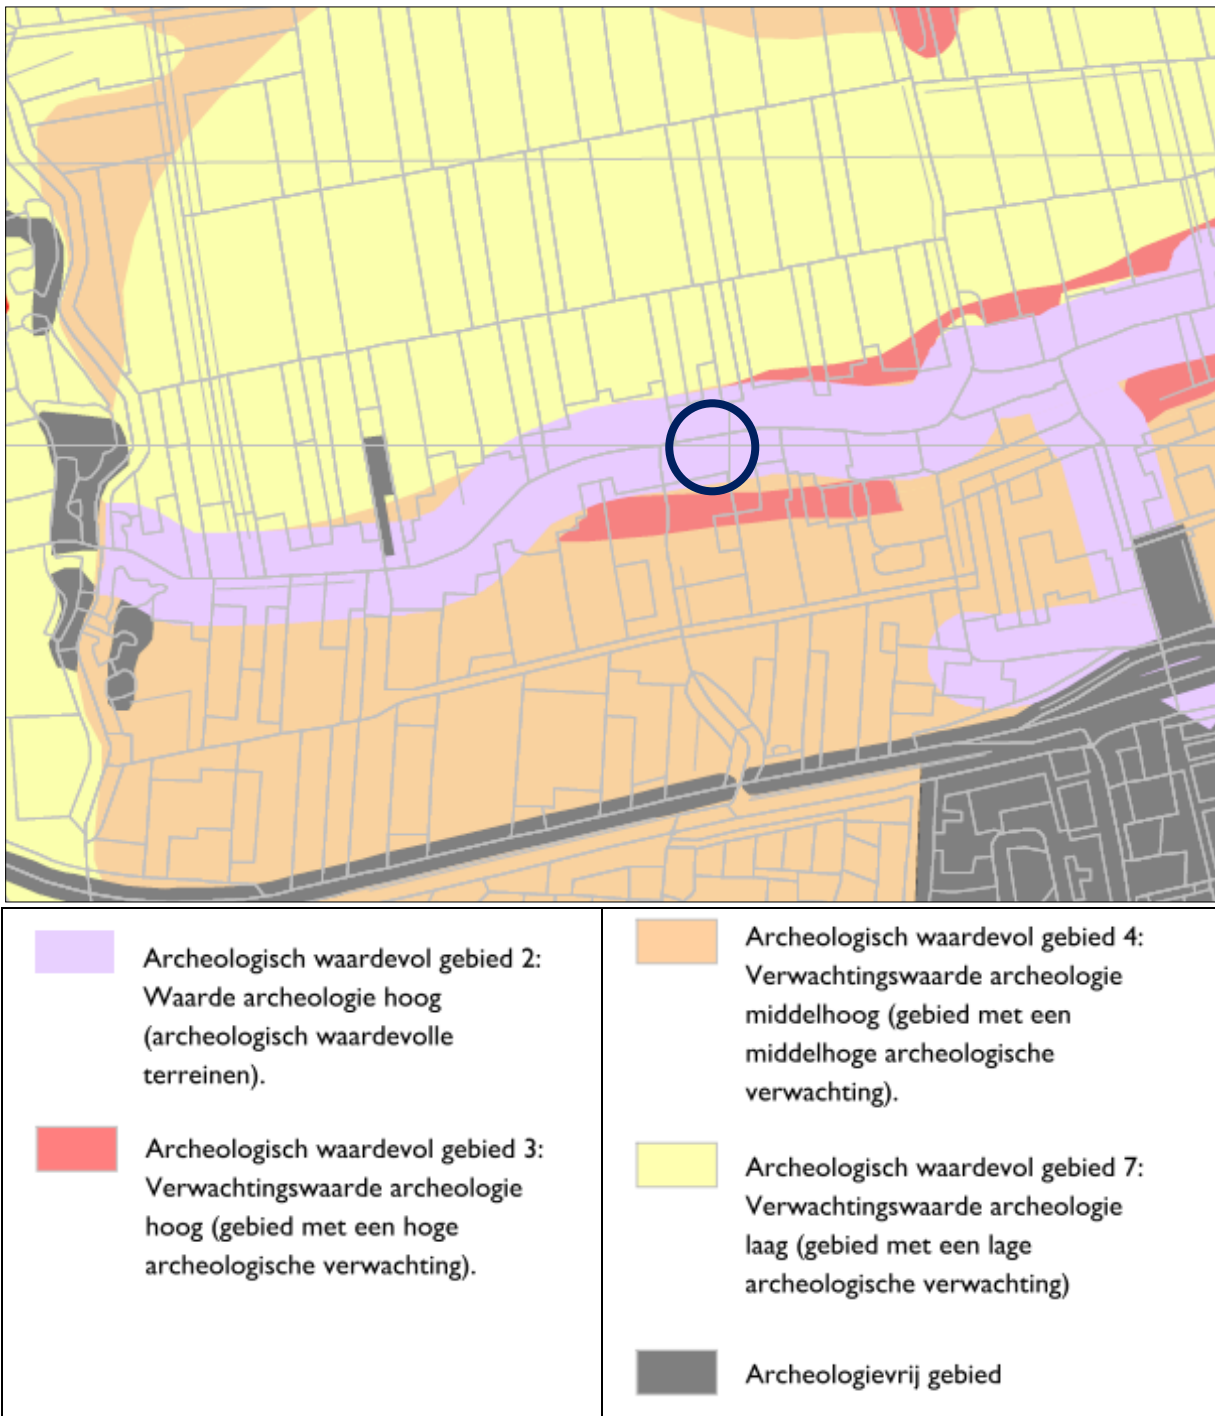 Archeologisch waardevol gebied 2:
Waarde archeologie hoog
(archeologisch waardevolle
terreinen).
Archeologisch waardevol gebied 3:
Verwachtingswaarde archeologie
hoog (gebied met een hoge
archeologische verwachting).
Archeologisch waardevol gebied 4:
Verwachtingswaarde archeologie
middelhoog (gebied met een
middelhoge archeologische
verwachting).
Archeologisch waardevol gebied 7:
Verwachtingswaarde archeologie
laag (gebied met een lage
archeologische verwachting)
Archeologievrij gebied